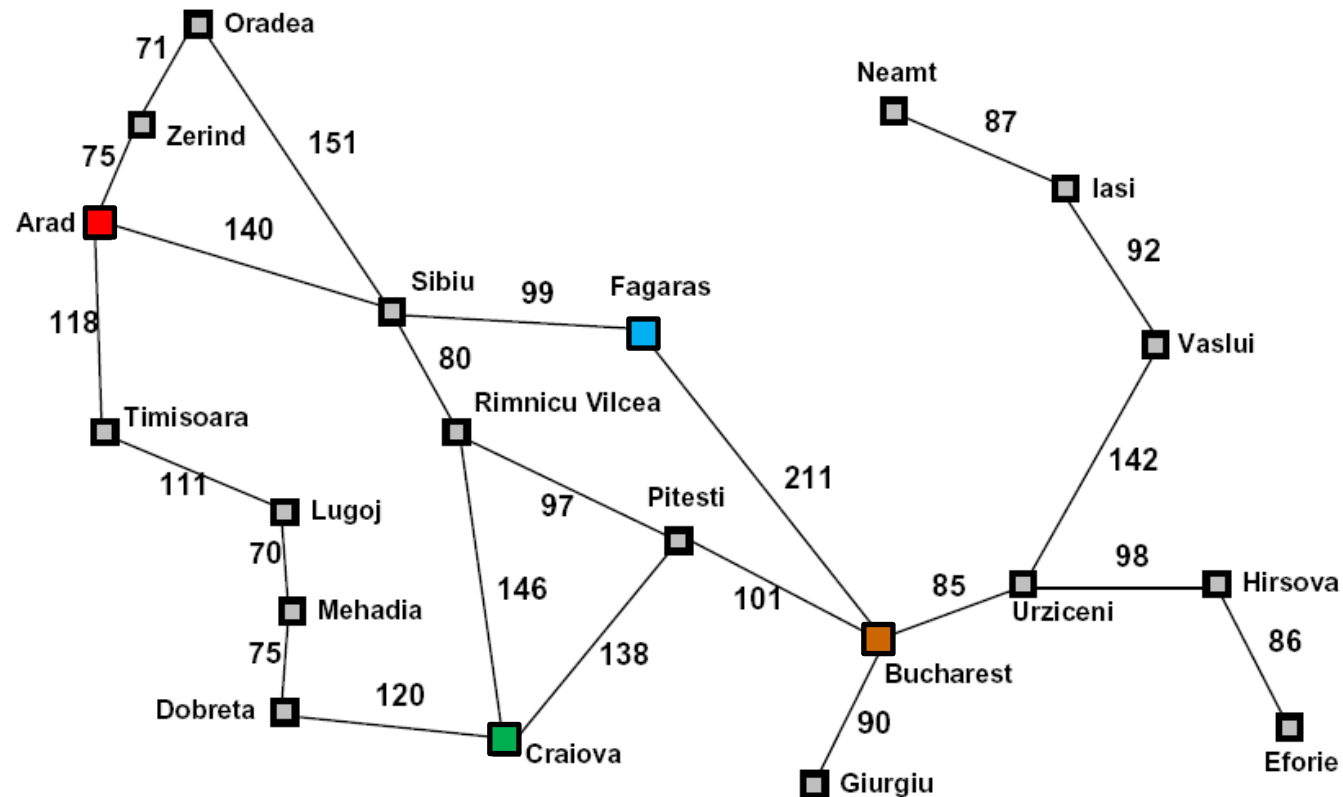 Oradea
71
Neamt
87
Zerind
151
75
Iasi
Arad
140
92
Sibiu
99
Fagaras
118
Vaslui
80
Rimnicu Vilcea
Timisoara
142
111
211
Pitesti
97
Lugoj
70
98
146
85
Hirsova
101
Mehadia
Urziceni
86
75
138
Bucharest
120
Dobreta
90
Craiova
Eforie
Giurgiu